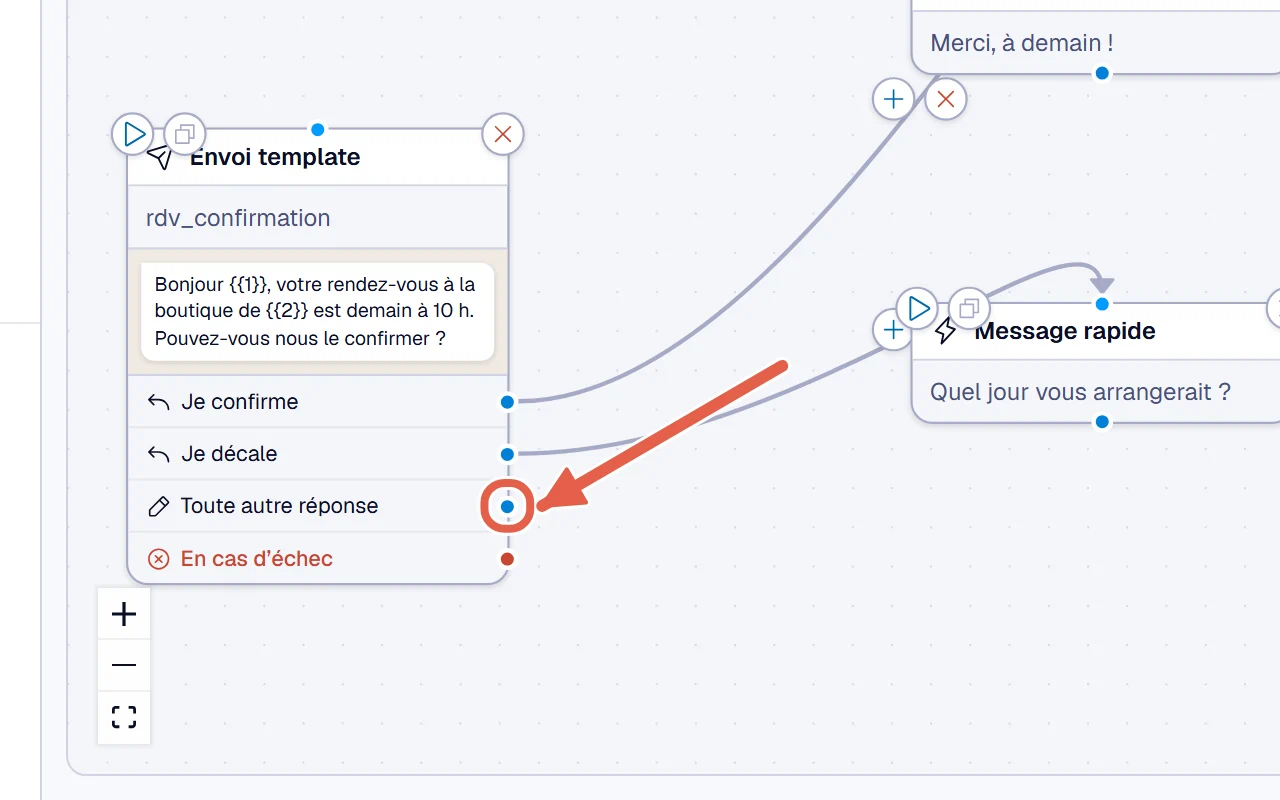 Merci, à demain !
Envoi template
rdv_confirmation
Bonjour {{1}}, votre rendez-vous à la
boutique de {{2}} est demain à 10 h.
Pouvez-vous nous le confirmer ?
Je confirme
Je décale
Toute autre réponse
En cas d’échec
Message rapide
Quel jour vous arrangerait ?